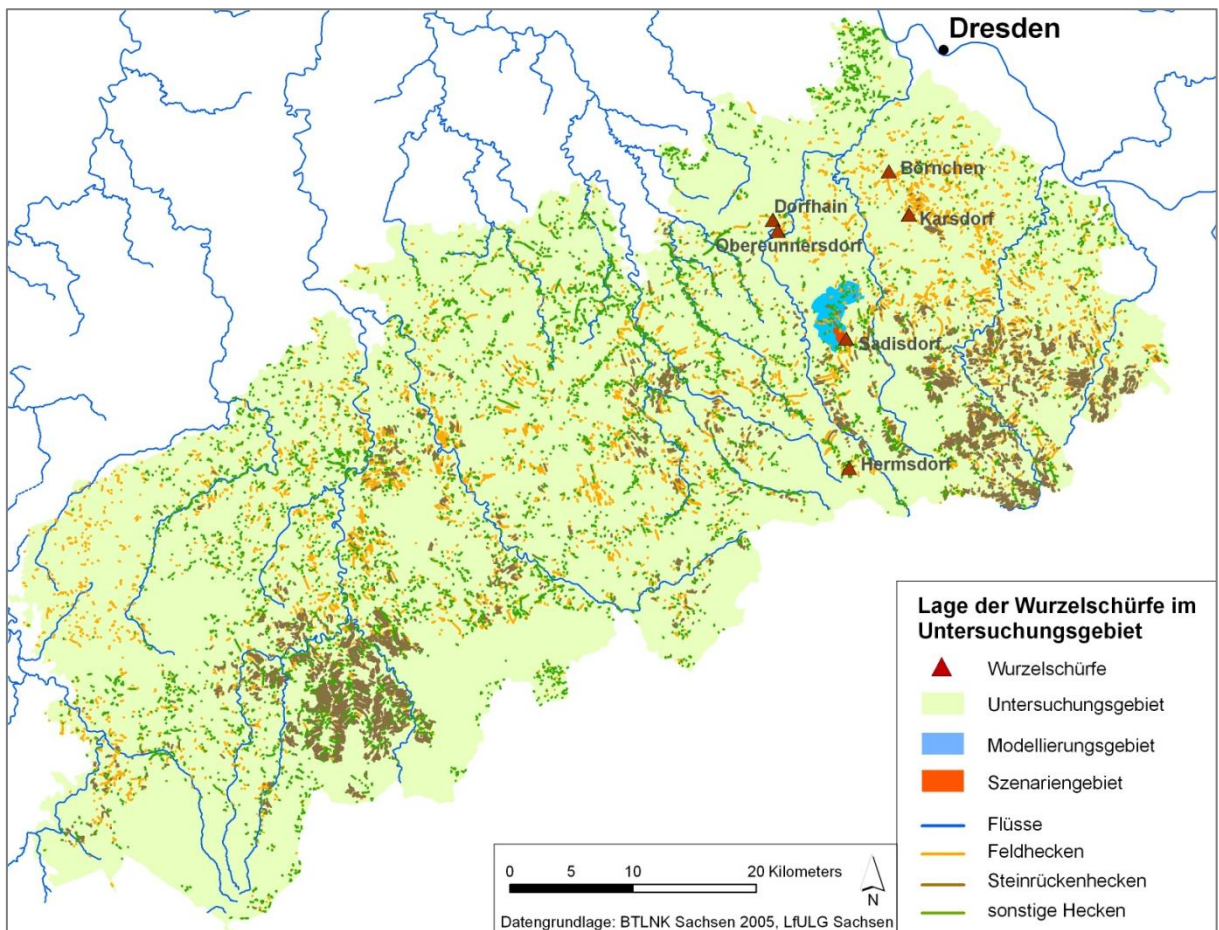 Dresden
Börnchen
Dorfhain
Karsdorf
Obercunnersdorf
Sadisdorf
Hermsdorf
Lage der Wurzelschürfe im
Untersuchungsgebiet
Wurzelschürfe
Untersuchungsgebiet
Modellierungsgebiet
Szenariengebiet
Flüsse
Feldhecken
Steinrückenhecken
sonstige Hecken
0 5 10 20 Kilometers
N
Datengrundlage: BTLNK Sachsen 2005, LfULG Sachsen